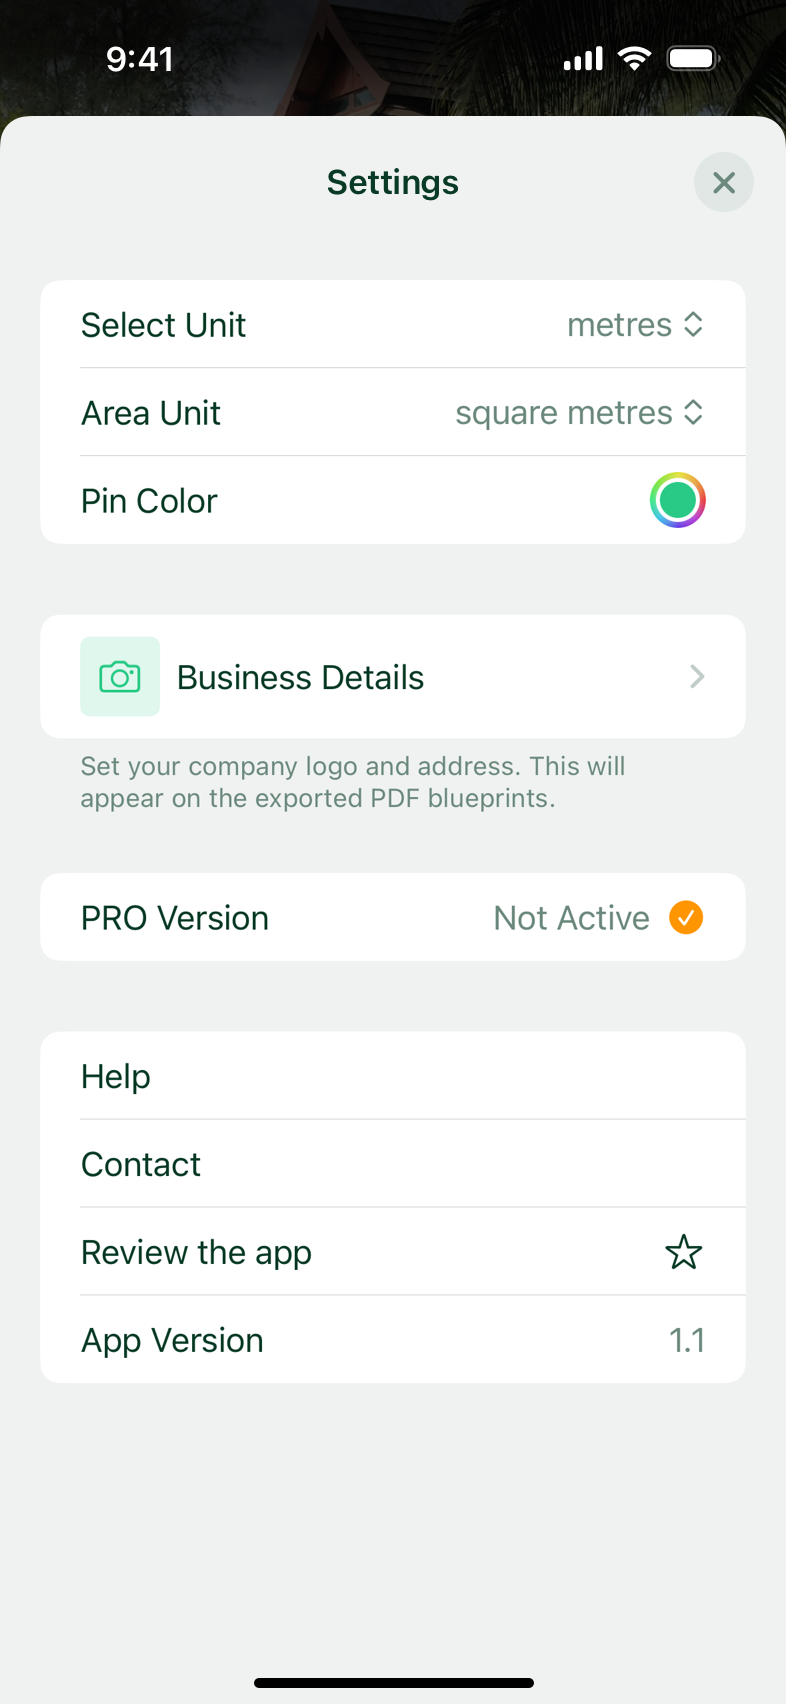 9:41
Settings
Select Unit metres
Area Unit square metres
Pin Color
Business Details
Set your company logo and address. This will
appear on the exported PDF blueprints.
PRO Version Not Active
Help
Contact
Review the app
App Version 1.1